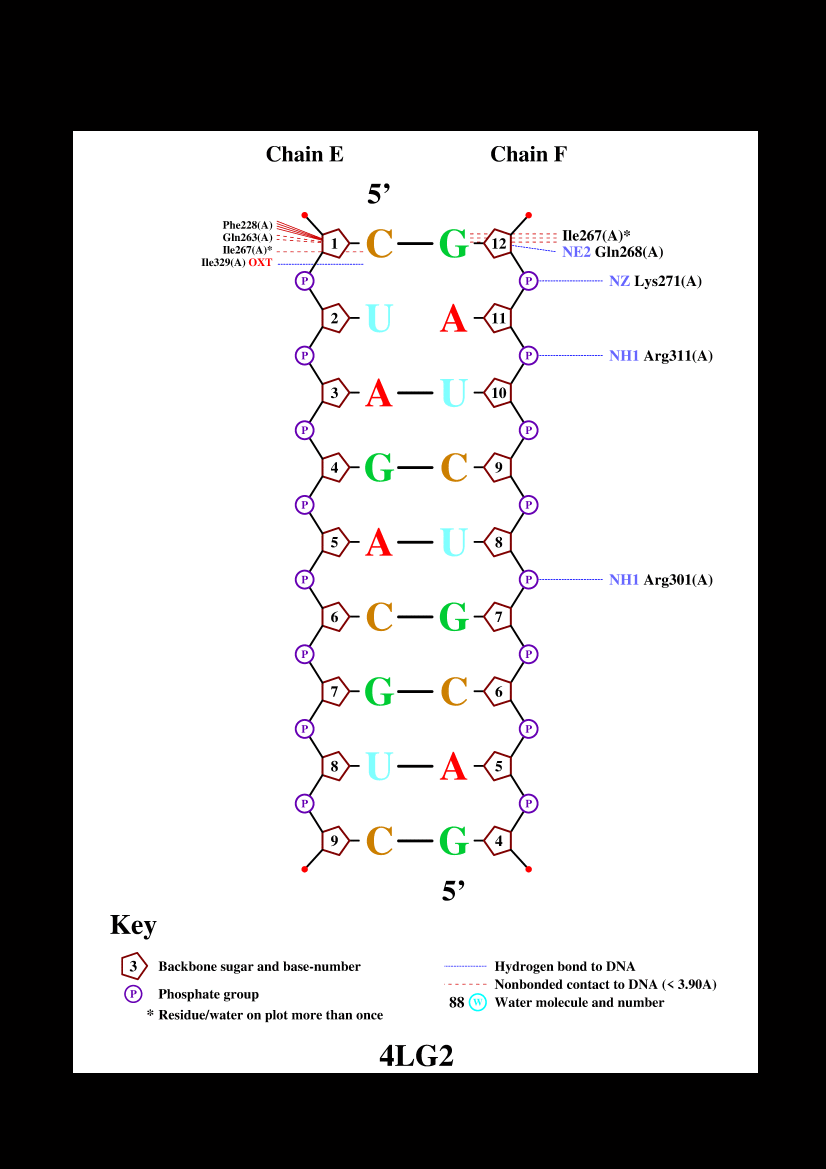 Chain E Chain F
5’
Phe228(A)
Gln263(A)
Ile267(A)*
Ile329(A) OXT
1 C G 12
Ile267(A)*
NE2 Gln268(A)
P P NZ Lys271(A)
2 U A 11
P P NH1 Arg311(A)
3 A U 10
P P
4 G C 9
P P
5 A U 8
P P NH1 Arg301(A)
6 C G 7
P P
7 G C 6
P P
8 U A 5
P P
9 C G 4
5’
Key
3 Backbone sugar and base-number
P Phosphate group
* Residue/water on plot more than once
Hydrogen bond to DNA
Nonbonded contact to DNA (< 3.90A)
88 W Water molecule and number
4LG2